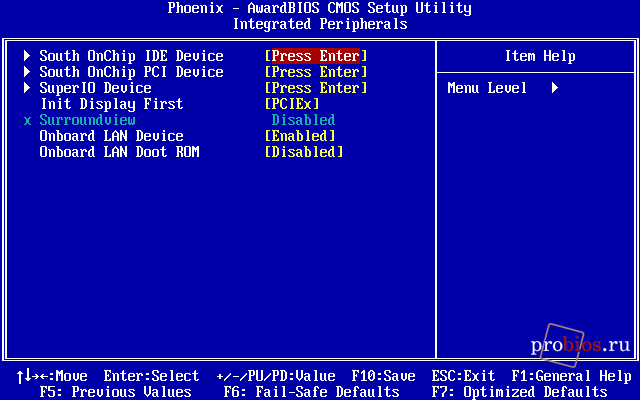 Phoenix - AwardBIOS CMOS Setup Utility
Integrated Peripherals
South OnChip IDE Device [Press Enter]
South OnChip PCI Device [Press Enter]
SuperIO Device [Press Enter]
Init Display First [PCIEx]
x Surroundview Disabled
Onboard LAN Device [Enabled]
Onboard LAN Doot ROM [Disabled]
Item Help
Menu Level
probios.ru
↑↓→←:Move Enter:Select +/-/PU/PD:Value F10:Save ESC:Exit F1:General Help
F5: Previous Values F6: Fail-Safe Defaults F7: Optimized Defaults